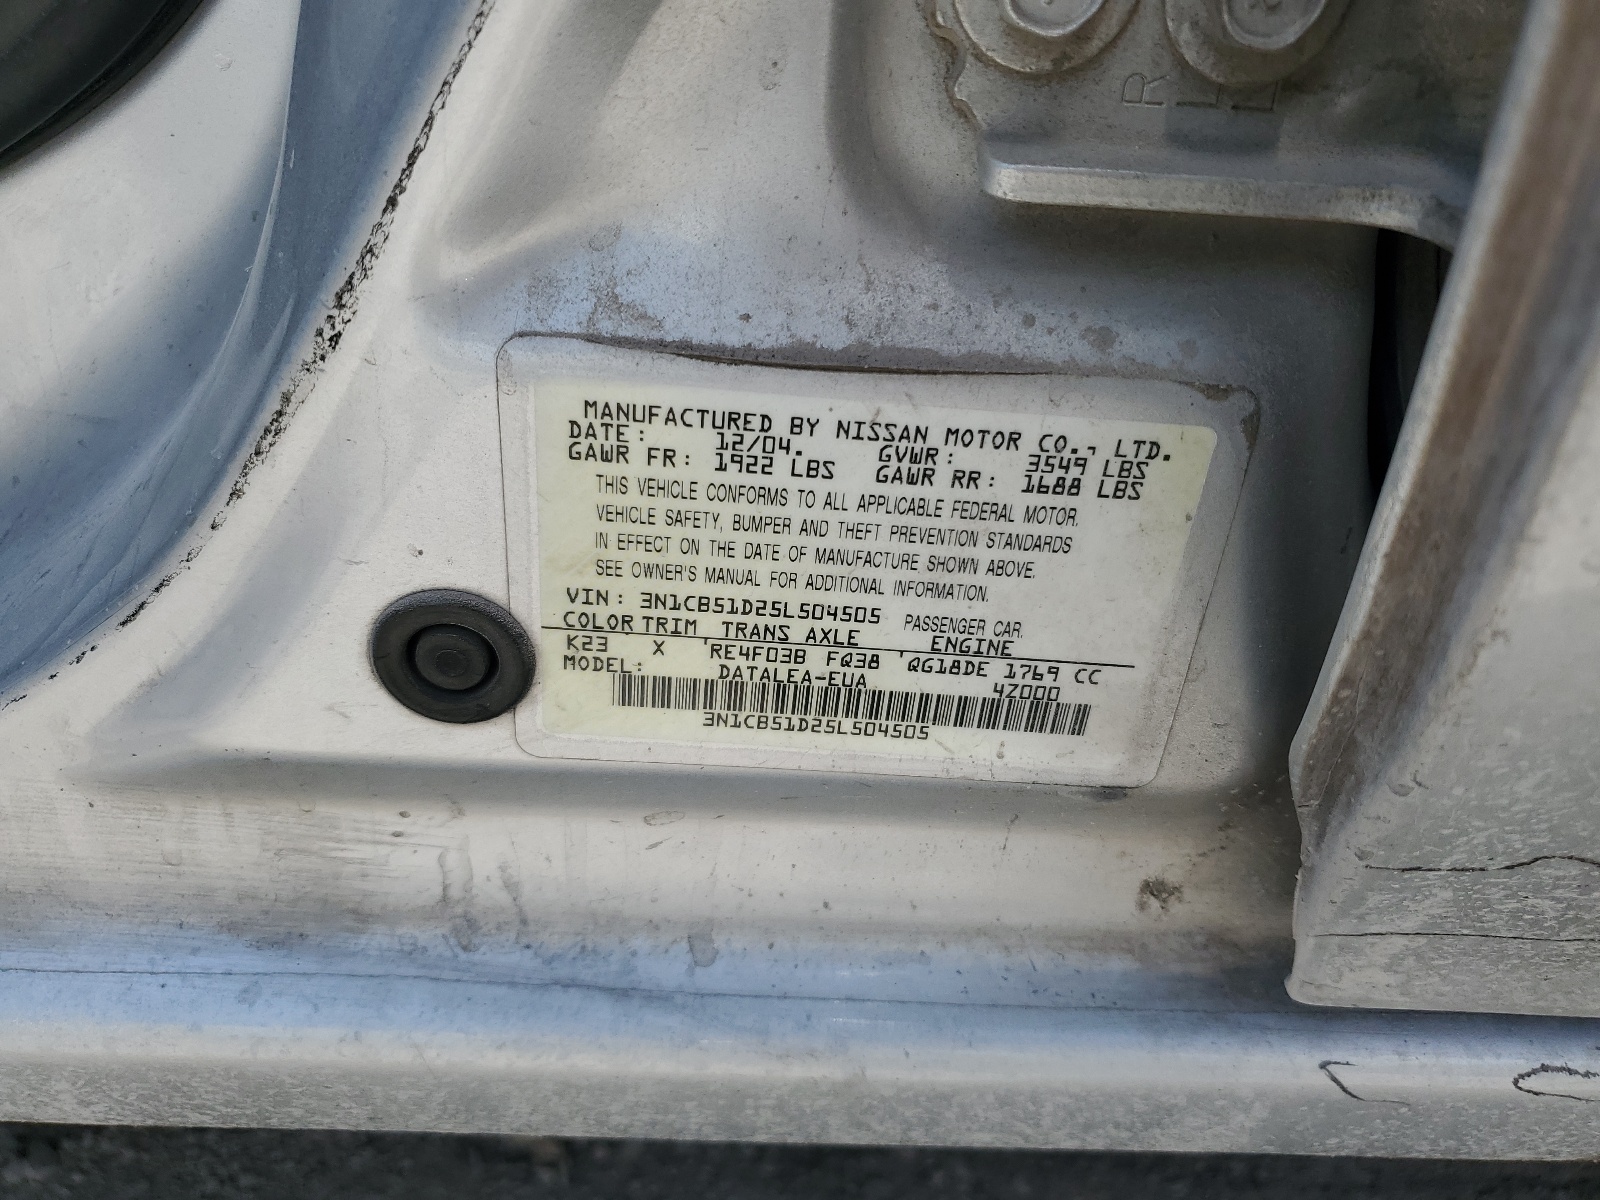 R
L
L
MANUFACTURED BY NISSAN MOTOR CO., LTD.
DATE: 12/04. GVWR: 3549 LBS
GAWR FR: 1922 LBS GAWR RR: 1688 LBS
THIS VEHICLE CONFORMS TO ALL APPLICABLE FEDERAL MOTOR.
VEHICLE SAFETY, BUMPER AND THEFT PREVENTION STANDARDS
IN EFFECT ON THE DATE OF MANUFACTURE SHOWN ABOVE.
SEE OWNER'S MANUAL FOR ADDITIONAL INFORMATION.
VIN: 3N1CB51D25L504505 PASSENGER CAR.
COLOR TRIM TRANS AXLE ENGINE
K23 X RE4F03B FQ38 QG18DE 1769 CC
MODEL: DATALEA-EUA 4Z000
3N1CB51D25L504505